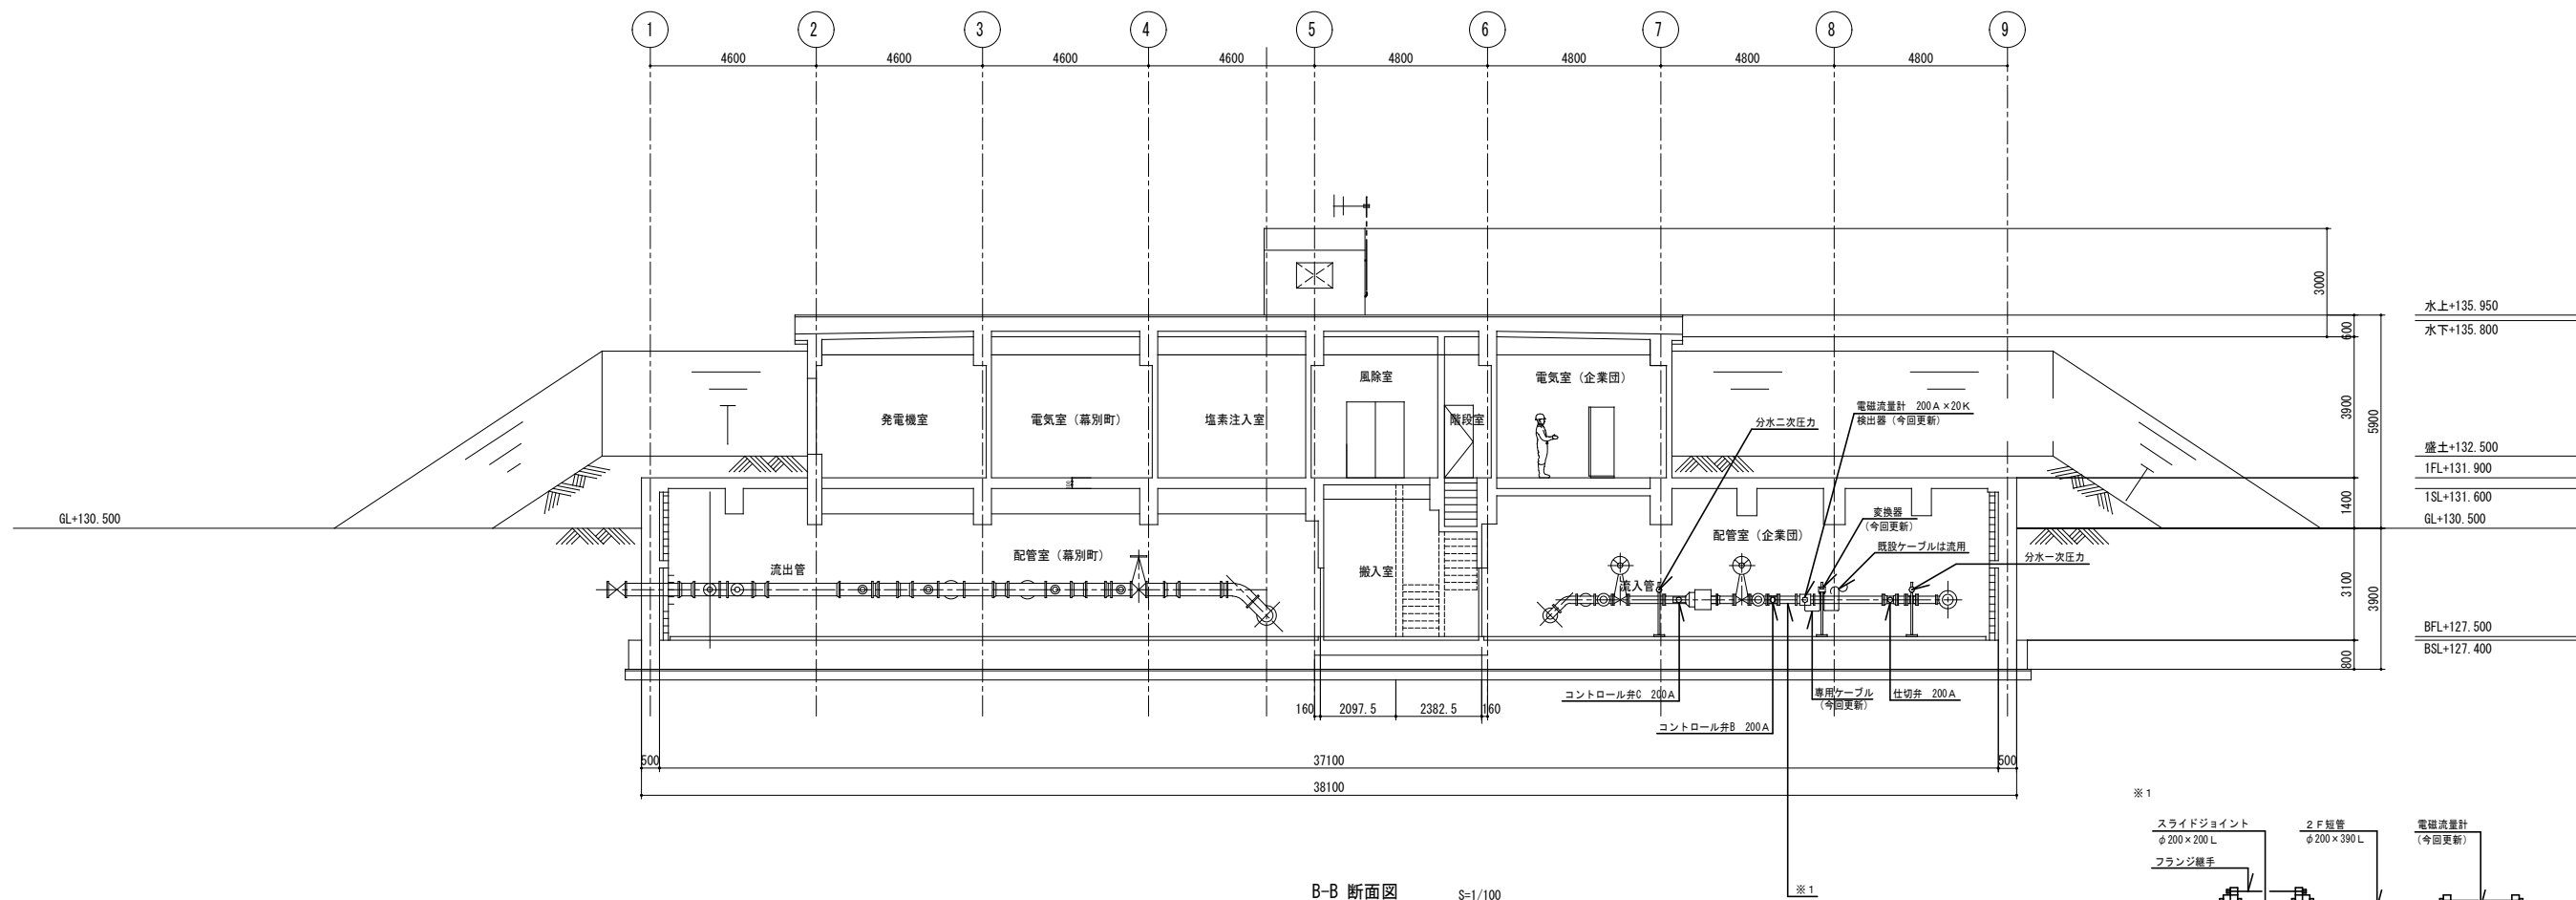 1 2 3 4 5 6 7 8 9
4600 4600 4600 4600 4800 4800 4800 4800
3000
水上+135.950
水下+135.800
600
風除室
電気室（企業団）
発電機室
電気室（幕別町）
塩素注入室
階段室
分水二次圧力
電磁流量計 200A×20K
検出器（今回更新）
3900
5900
盛土+132.500
1FL+131.900
1SL+131.600
GL+130.500
GL+130.500
1400
変換器
（今回更新）
既設ケーブルは流用
分水一次圧力
配管室（幕別町）
配管室（企業団）
流出管
搬入室
流入管
3100
3900
BFL+127.500
BSL+127.400
800
コントロール弁C 200A
専用ケーブル
（今回更新）
仕切弁 200A
コントロール弁B 200A
160 2097.5 2382.5 160
500 37100 500
38100
※1
スライドジョイント
φ200×200L
フランジ継手
2F短管
φ200×390L
電磁流量計
（今回更新）
B-B 断面図 S=1/100
※1